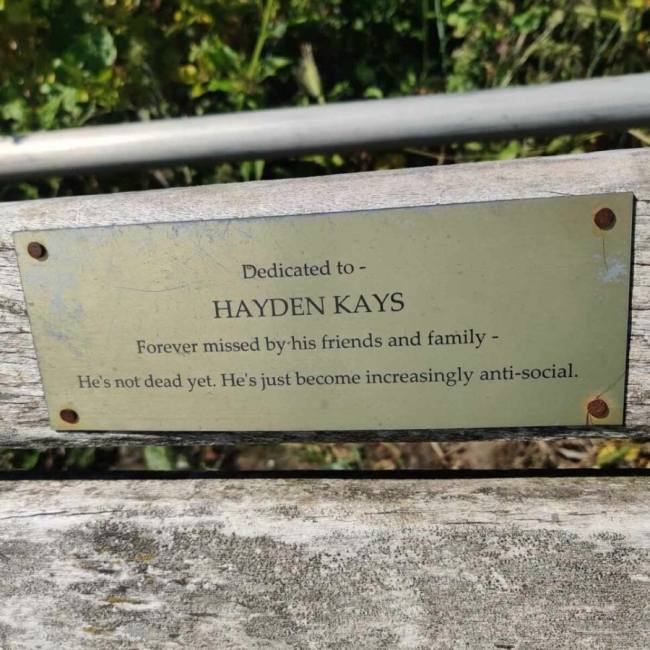 Dedicated to -
HAYDEN KAYS
Forever missed by his friends and family -
He's not dead yet. He's just become increasingly anti-social.